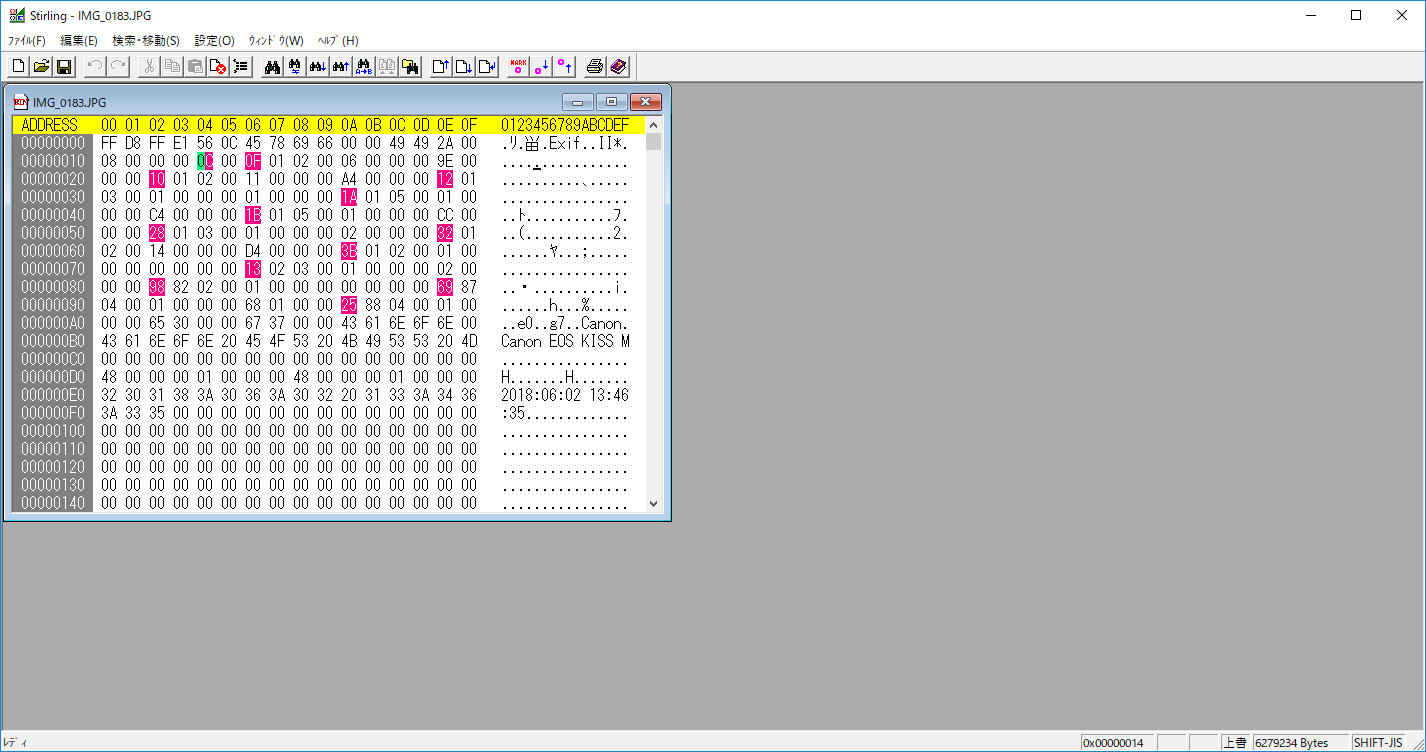 Stirling - IMG_0183.JPG
ﾌｧｲﾙ(F) 編集(E) 検索・移動(S) 設定(O) ｳｨﾝﾄﾞｳ(W) ﾍﾙﾌﾟ(H)
MARK
A→B
BIN IMG_0183.JPG
ADDRESS 00 01 02 03 04 05 06 07 08 09 0A 0B 0C 0D 0E 0F 0123456789ABCDEF
00000000 FF D8 FF E1 56 0C 45 78 69 66 00 00 49 49 2A 00 .ﾘ.畄.Exif..II*.
00000010 08 00 00 00 0C 00 0F 01 02 00 06 00 00 00 9E 00 ................
00000020 00 00 10 01 02 00 11 00 00 00 A4 00 00 00 12 01 ..........､.....
00000030 03 00 01 00 00 00 01 00 00 00 1A 01 05 00 01 00 ................
00000040 00 00 C4 00 00 00 1B 01 05 00 01 00 00 00 CC 00 ..ﾄ...........ﾌ.
00000050 00 00 28 01 03 00 01 00 00 00 02 00 00 00 32 01 ..(...........2.
00000060 02 00 14 00 00 00 D4 00 00 00 3B 01 02 00 01 00 ......ﾔ...;.....
00000070 00 00 00 00 00 00 13 02 03 00 01 00 00 00 02 00 ................
00000080 00 00 98 82 02 00 01 00 00 00 00 00 00 00 69 87 ..・..........i.
00000090 04 00 01 00 00 00 68 01 00 00 25 88 04 00 01 00 ......h...%.....
000000A0 00 00 65 30 00 00 67 37 00 00 43 61 6E 6F 6E 00 ..e0..g7..Canon.
000000B0 43 61 6E 6F 6E 20 45 4F 53 20 4B 49 53 53 20 4D Canon EOS KISS M
000000C0 00 00 00 00 00 00 00 00 00 00 00 00 00 00 00 00 ................
000000D0 48 00 00 00 01 00 00 00 48 00 00 00 01 00 00 00 H.......H.......
000000E0 32 30 31 38 3A 30 36 3A 30 32 20 31 33 3A 34 36 2018:06:02 13:46
000000F0 3A 33 35 00 00 00 00 00 00 00 00 00 00 00 00 00 :35.............
00000100 00 00 00 00 00 00 00 00 00 00 00 00 00 00 00 00 ................
00000110 00 00 00 00 00 00 00 00 00 00 00 00 00 00 00 00 ................
00000120 00 00 00 00 00 00 00 00 00 00 00 00 00 00 00 00 ................
00000130 00 00 00 00 00 00 00 00 00 00 00 00 00 00 00 00 ................
00000140 00 00 00 00 00 00 00 00 00 00 00 00 00 00 00 00 ................
ﾚﾃﾞｨ 0x00000014 上書 6279234 Bytes SHIFT-JIS